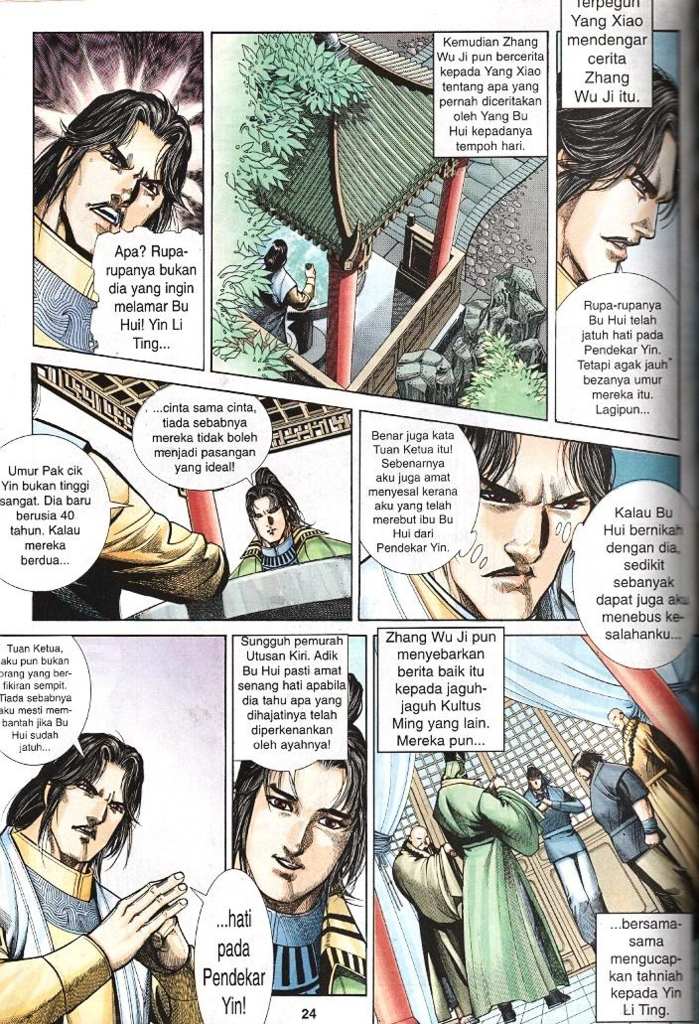 Apa? Rupa-
rupanya bukan
dia yang ingin
melamar Bu
Hui! Yin Li
Ting...
Kemudian Zhang
Wu Ji pun bercerita
kepada Yang Xiao
tentang apa yang
pernah diceritakan
oleh Yang Bu
Hui kepadanya
tempoh hari.
Terpegun
Yang Xiao
mendengar
cerita
Zhang
Wu Ji itu.
Rupa-rupanya
Bu Hui telah
jatuh hati pada
Pendekar Yin.
Tetapi agak jauh
bezanya umur
mereka itu.
Lagipun...
Umur Pak cik
Yin bukan tinggi
sangat. Dia baru
berusia 40
tahun. Kalau
mereka
berdua...
...cinta sama cinta,
tiada sebabnya
mereka tidak boleh
menjadi pasangan
yang ideal!
Benar juga kata
Tuan Ketua itu!
Sebenarnya
aku juga amat
menyesal kerana
aku yang telah
merebut ibu Bu
Hui dari
Pendekar Yin.
Kalau Bu
Hui bernikah
dengan dia,
sedikit
sebanyak
dapat juga aku
menebus ke-
salahanku...
Tuan Ketua,
aku pun bukan
orang yang ber-
fikiran sempit.
Tiada sebabnya
aku mesti mem-
bantah jika Bu
Hui sudah
jatuh...
...hati
pada
Pendekar
Yin!
Sungguh pemurah
Utusan Kiri. Adik
Bu Hui pasti amat
senang hati apabila
dia tahu apa yang
dihajatinya telah
diperkenankan
oleh ayahnya!
Zhang Wu Ji pun
menyebarkan
berita baik itu
kepada jaguh-
jaguh Kultus
Ming yang lain.
Mereka pun...
...bersama-
sama
mengucap-
kan tahniah
kepada Yin
Li Ting.
24